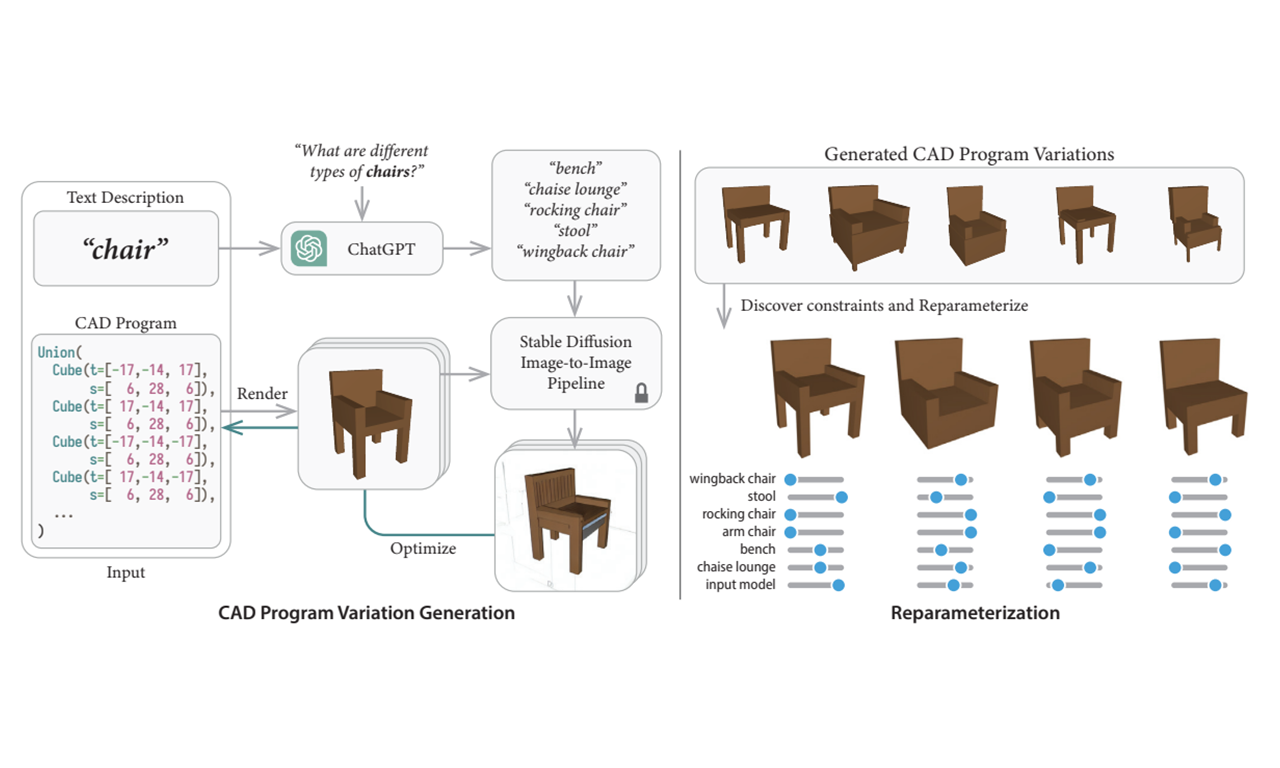 Text Description
“chair”
CAD Program
Union(
Cube(t=[-17,-14, 17],
s=[ 6, 28, 6]),
Cube(t=[ 17,-14, 17],
s=[ 6, 28, 6]),
Cube(t=[-17,-14,-17],
s=[ 6, 28, 6]),
Cube(t=[ 17,-14,-17],
s=[ 6, 28, 6]),
...
)
Input
“What are different
types of chairs?”
ChatGPT
“bench”
“chaise lounge”
“rocking chair”
“stool”
“wingback chair”
Render
Stable Diffusion
Image-to-Image
Pipeline
Optimize
CAD Program Variation Generation
Generated CAD Program Variations
Discover constraints and Reparameterize
wingback chair
stool
rocking chair
arm chair
bench
chaise lounge
input model
Reparameterization